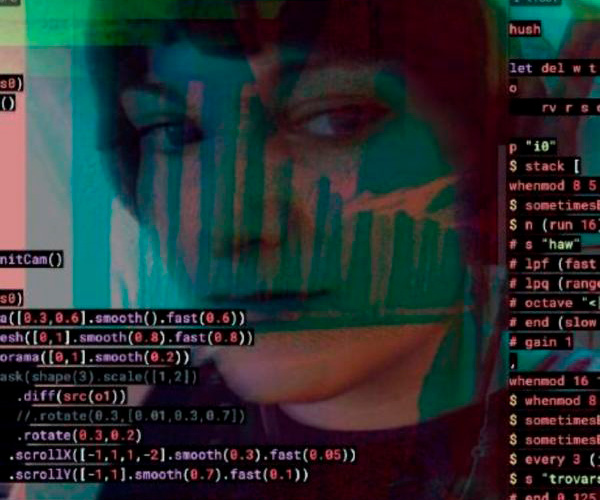 s0)
()
nitCam()
s0)
a([0.3,0.6].smooth().fast(0.6))
esh([0,1].smooth(0.8).fast(0.8))
orama([0,1].smooth(0.2))
ask(shape(3).scale([1,2])
.diff(src(o1))
//.rotate(0.3,[0.01,0.3,0.7])
.rotate(0.3,0.2)
.scrollX([-1,1,1,-2].smooth(0.3).fast(0.05))
.scrollY([-1,1].smooth(0.7).fast(0.1))
hush
let del w t
o
rv r s
p "i0"
$ stack [
whenmod 8 5
$ sometimes
$ n (run 16)
# s "haw"
# lpf (fast
# lpq (range
# octave "<
# end (slow
# gain 1
,
whenmod 16
$ whenmod 8
$ sometimes
$ sometimes
$ every 3 (
$ s "trovar
# end 0.125